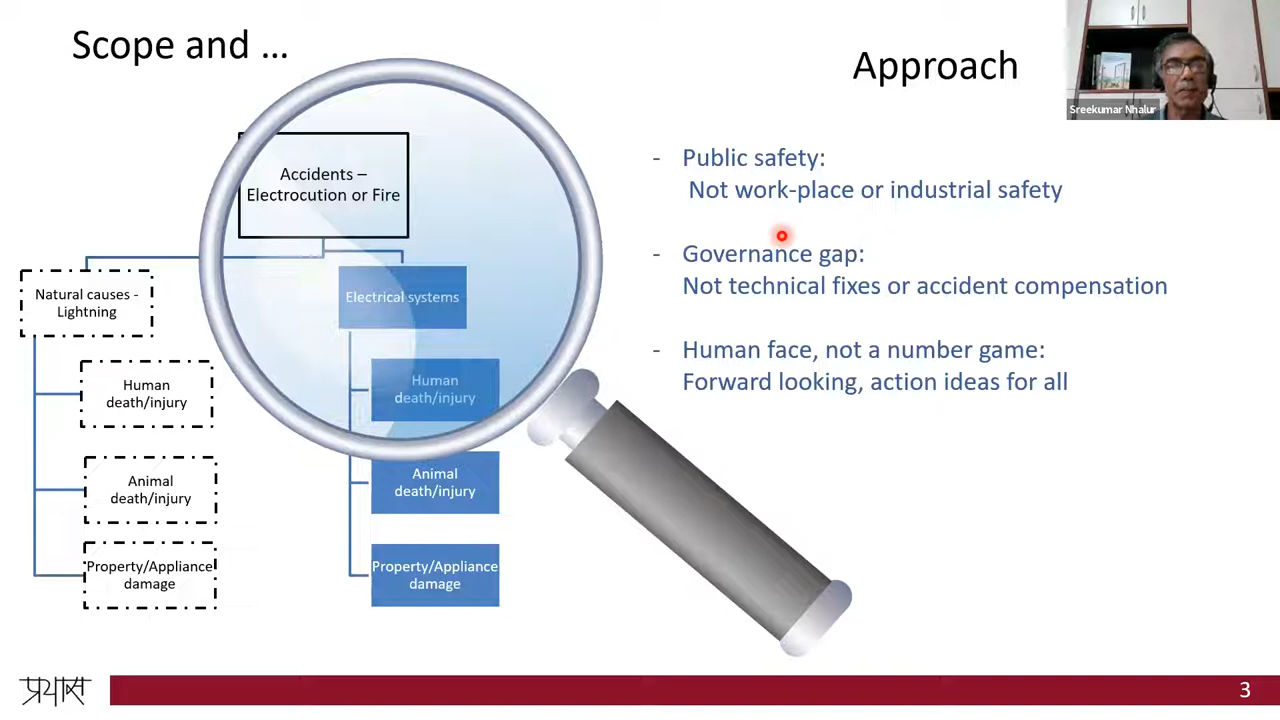 Scope and ...
Approach
Sreekumar Nhalur
Accidents –
Electrocution or Fire
Natural causes -
Lightning
Human
death/injury
Animal
death/injury
Property/Appliance
damage
Electrical systems
Human
death/injury
Animal
death/injury
Property/Appliance
damage
- Public safety:
Not work-place or industrial safety
- Governance gap:
Not technical fixes or accident compensation
- Human face, not a number game:
Forward looking, action ideas for all
प्रयास
3